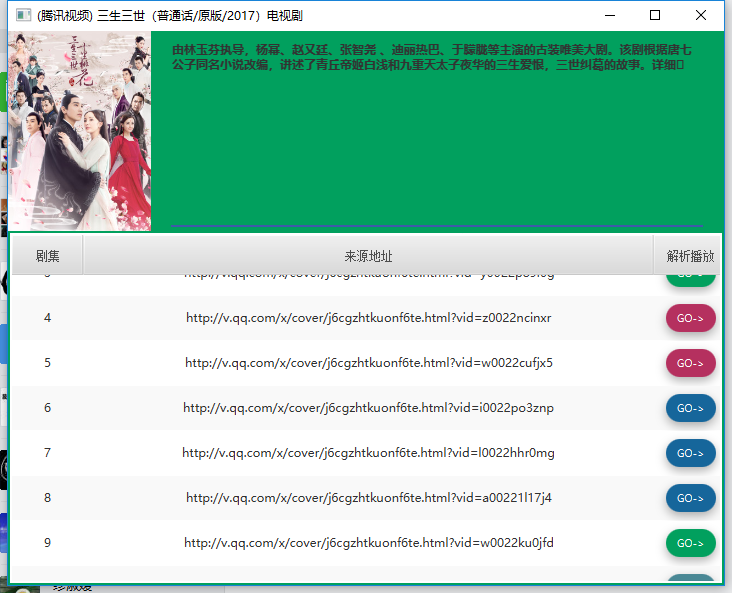 (腾讯视频) 三生三世（普通话/原版/2017）电视剧
由林玉芬执导，杨幂、赵又廷、张智尧 、迪丽热巴、于朦胧等主演的古装唯美大剧。该剧根据唐七
公子同名小说改编，讲述了青丘帝姬白浅和九重天太子夜华的三生爱恨，三世纠葛的故事。详细
三生三世
十里桃花
剧集 来源地址 解析播放
4 http://v.qq.com/x/cover/j6cgzhtkuonf6te.html?vid=z0022ncinxr GO->
5 http://v.qq.com/x/cover/j6cgzhtkuonf6te.html?vid=w0022cufjx5 GO->
6 http://v.qq.com/x/cover/j6cgzhtkuonf6te.html?vid=i0022po3znp GO->
7 http://v.qq.com/x/cover/j6cgzhtkuonf6te.html?vid=l0022hhr0mg GO->
8 http://v.qq.com/x/cover/j6cgzhtkuonf6te.html?vid=a00221l17j4 GO->
9 http://v.qq.com/x/cover/j6cgzhtkuonf6te.html?vid=w0022ku0jfd GO->